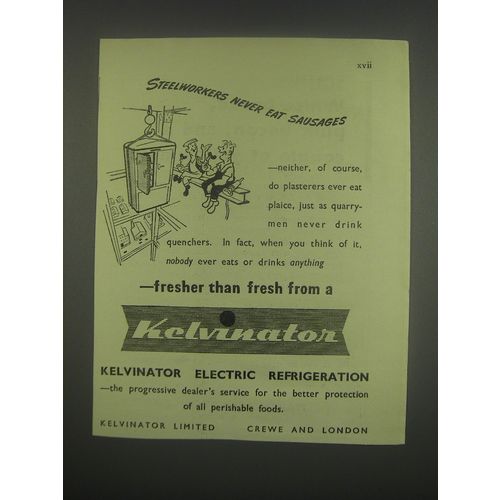 xvii
STEELWORKERS NEVER EAT SAUSAGES
—neither, of course,
do plasterers ever eat
plaice, just as quarry-
men never drink
quenchers. In fact, when you think of it,
nobody ever eats or drinks anything
—fresher than fresh from a
Kelvinator
KELVINATOR ELECTRIC REFRIGERATION
—the progressive dealer's service for the better protection
of all perishable foods.
KELVINATOR LIMITED CREWE AND LONDON